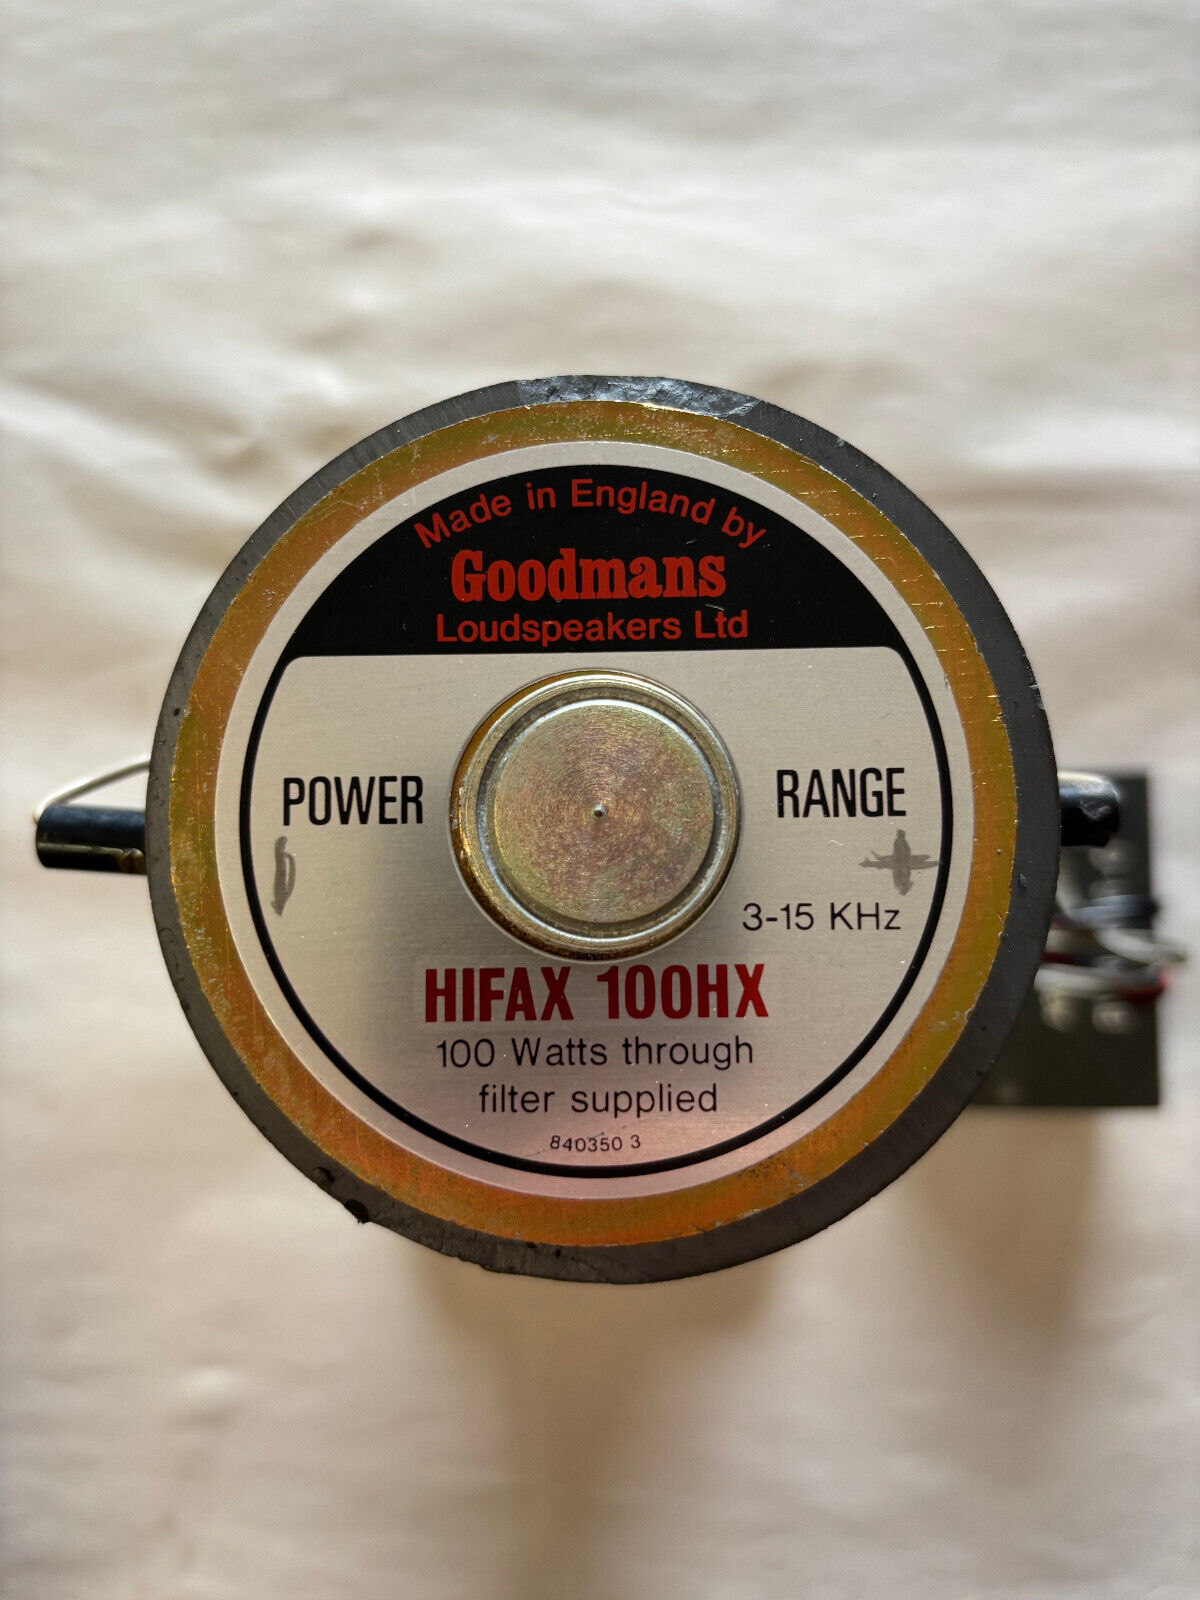 Made in England by
Goodmans
Loudspeakers Ltd
POWER RANGE
+
3-15 KHz
HIFAX 100HX
100 Watts through
filter supplied
840350 3